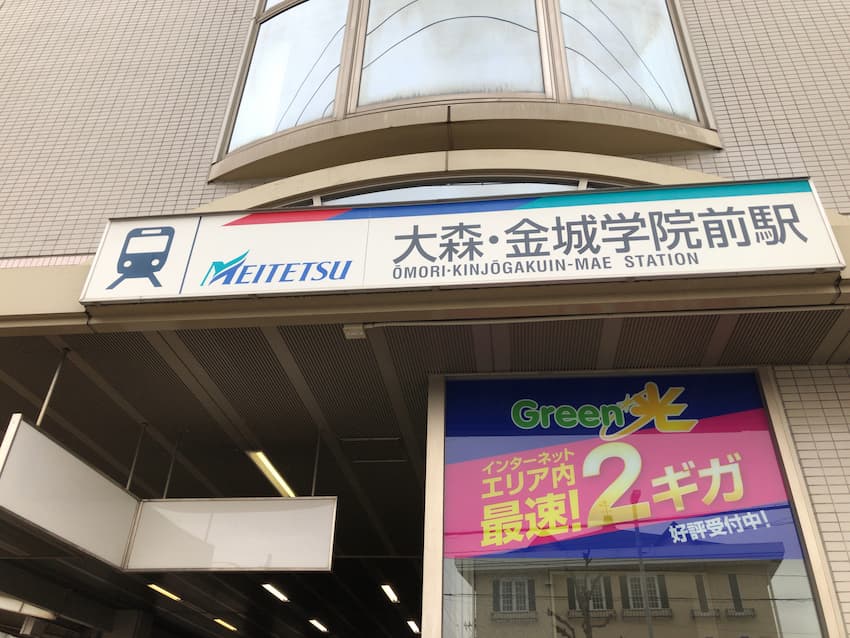 MEITETSU
大森・金城学院前駅
ŌMORI·KINJŌGAKUIN-MAE STATION
Green光
インターネット
エリア内
最速!2ギガ
好評受付中!